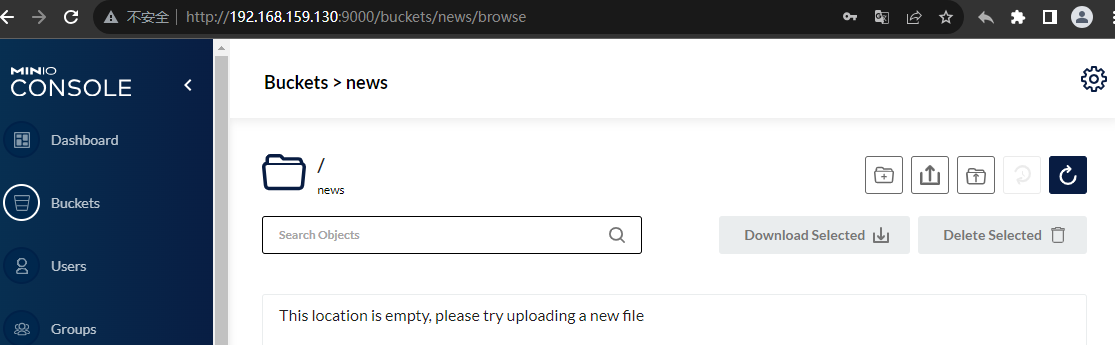 不安全 http://192.168.159.130:9000/buckets/news/browse
MINIO
CONSOLE
Buckets > news
Dashboard
Buckets
Users
Groups
/
news
Search Objects
Download Selected
Delete Selected
This location is empty, please try uploading a new file